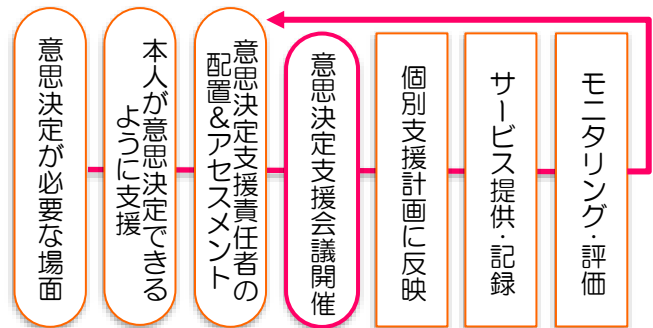 意思決定が必要な場面
本人が意思決定できる
ように支援
意思決定支援責任者の
配置&アセスメント
意思決定支援会議開催
個別支援計画に反映
サービス提供・記録
モニタリング・評価